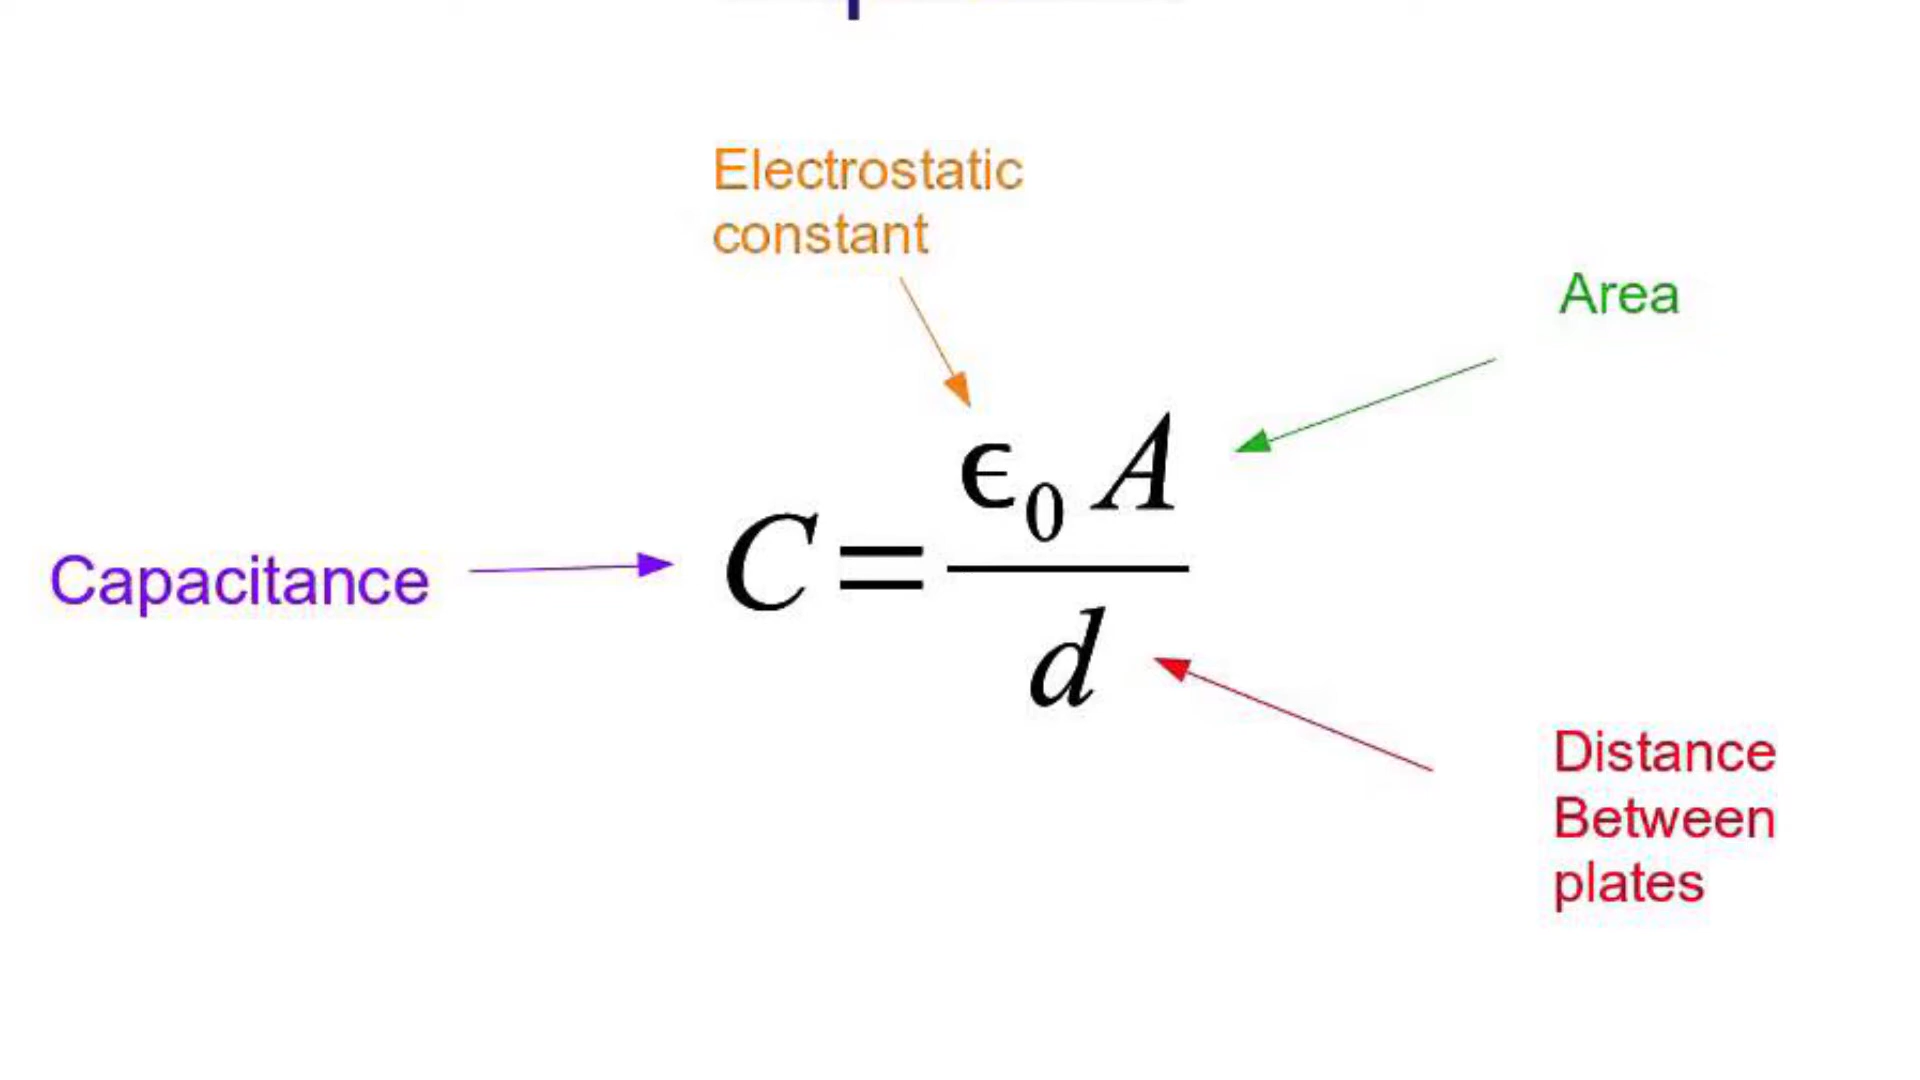 Electrostatic
constant
Area
Capacitance
C = ϵ₀ A / d
Distance
Between
plates